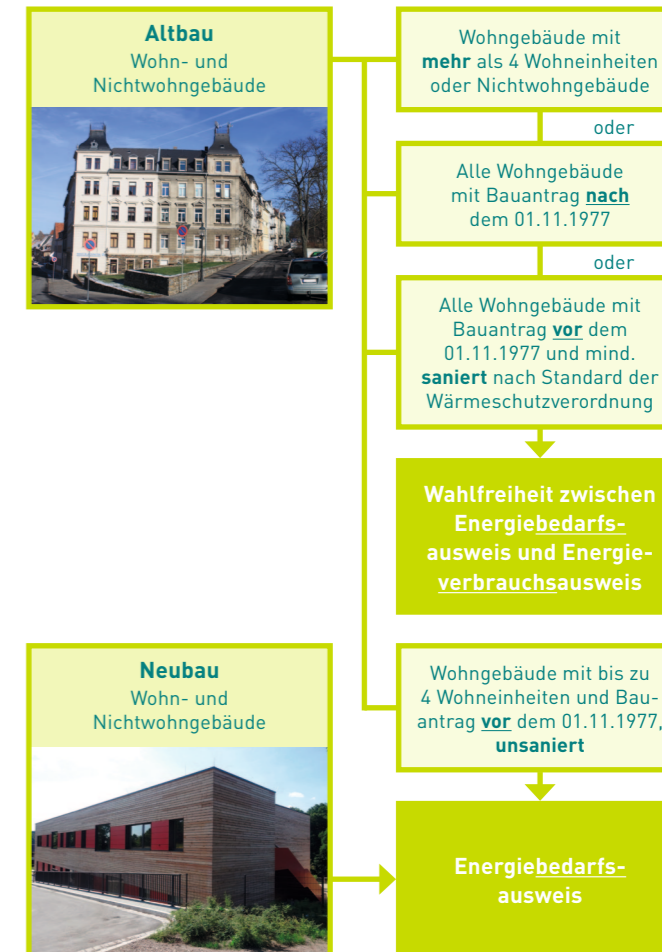 Altbau
Wohn- und
Nichtwohngebäude
Wohngebäude mit
mehr als 4 Wohneinheiten
oder Nichtwohngebäude
oder
Alle Wohngebäude
mit Bauantrag nach
dem 01.11.1977
oder
Alle Wohngebäude mit
Bauantrag vor dem
01.11.1977 und mind.
saniert nach Standard der
Wärmeschutzverordnung
Wahlfreiheit zwischen
Energiebedarfs-
ausweis und Energie-
verbrauchsausweis
Neubau
Wohn- und
Nichtwohngebäude
Wohngebäude mit bis zu
4 Wohneinheiten und Bau-
antrag vor dem 01.11.1977,
unsaniert
Energiebedarfs-
ausweis